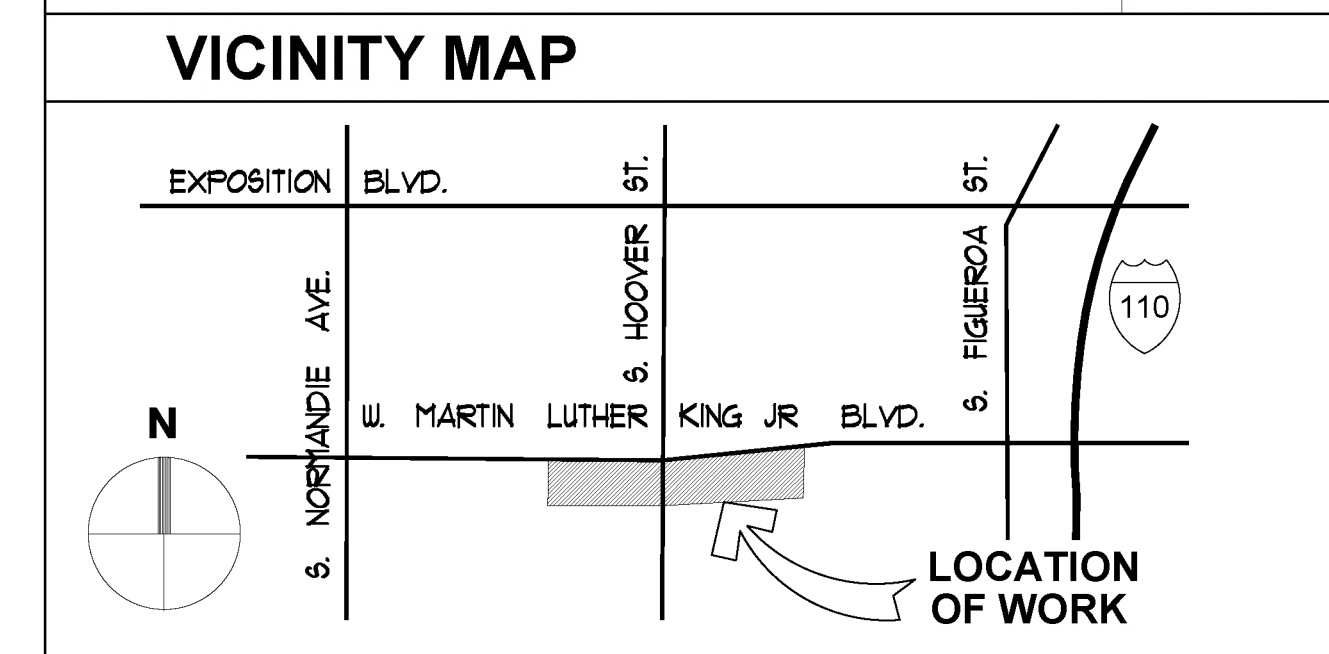 VICINITY MAP
EXPOSITION BLVD.
S. HOOVER ST.
S. FIGUEROA ST.
S. NORMANDIE AVE.
110
N
W. MARTIN LUTHER KING JR BLVD.
LOCATION
OF WORK